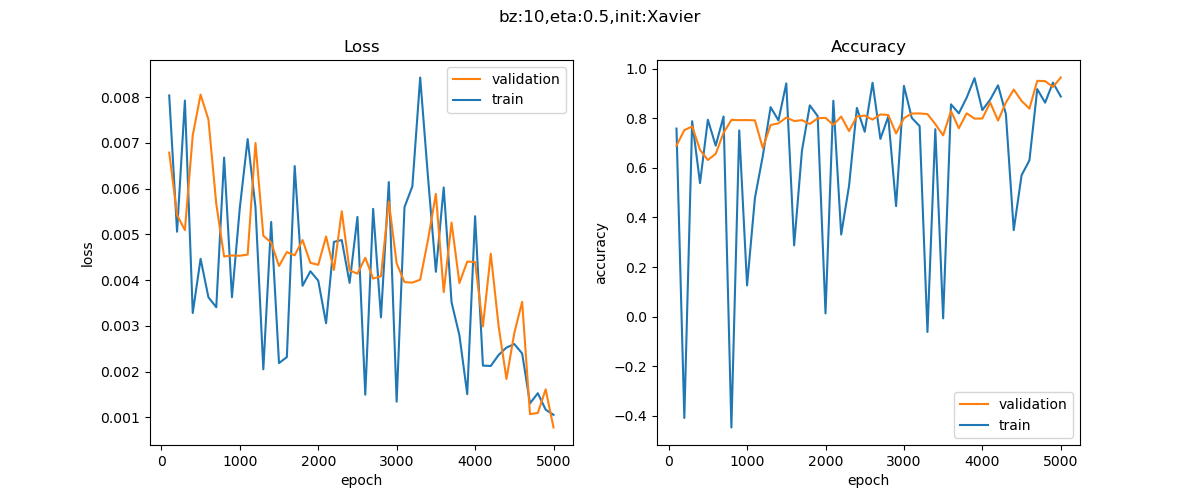 bz:10,eta:0.5,init:Xavier
Loss
validation
train
0.008
0.007
0.006
0.005
0.004
0.003
0.002
0.001
loss
0
1000
2000
3000
4000
5000
epoch
Accuracy
1.0
0.8
0.6
0.4
0.2
0.0
−0.2
−0.4
accuracy
validation
train
0
1000
2000
3000
4000
5000
epoch